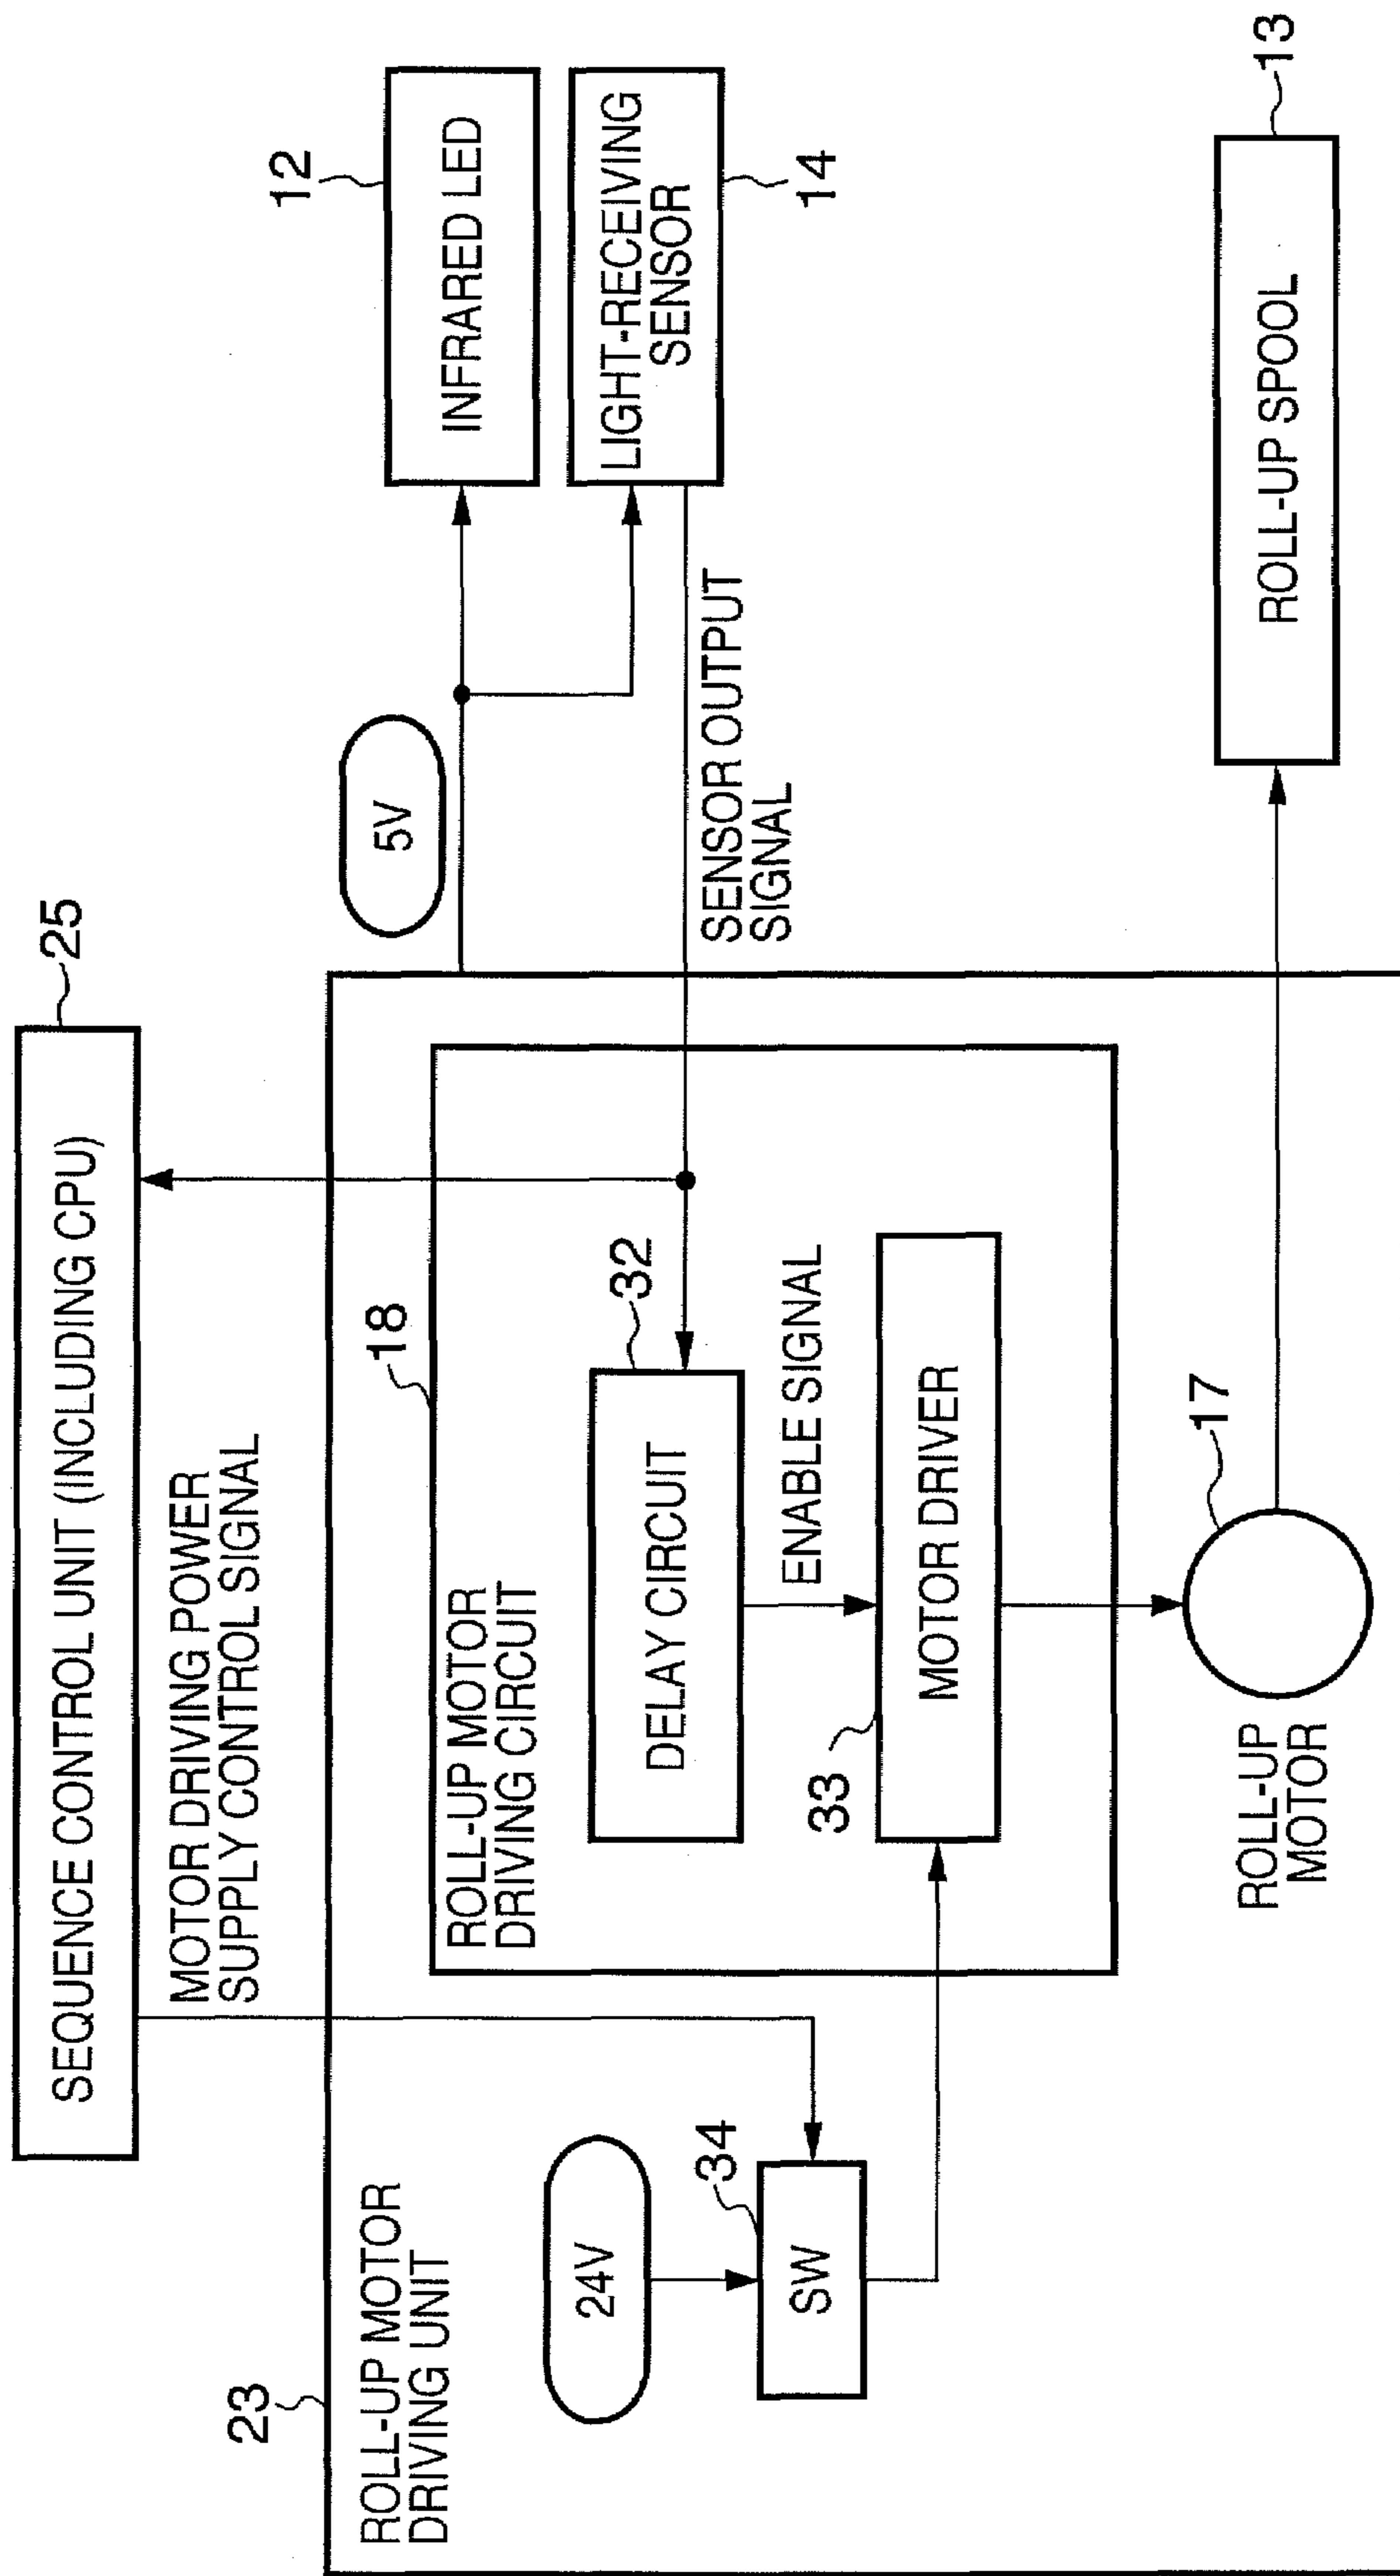 SEQUENCE CONTROL UNIT (INCLUDING CPU)
25
MOTOR DRIVING POWER
SUPPLY CONTROL SIGNAL
23
ROLL-UP MOTOR
DRIVING UNIT
24V
34
SW
18
ROLL-UP MOTOR
DRIVING CIRCUIT
32
DELAY CIRCUIT
ENABLE SIGNAL
33
MOTOR DRIVER
17
ROLL-UP
MOTOR
5V
SENSOR OUTPUT
SIGNAL
12
INFRARED LED
LIGHT-RECEIVING
SENSOR
14
ROLL-UP SPOOL
13